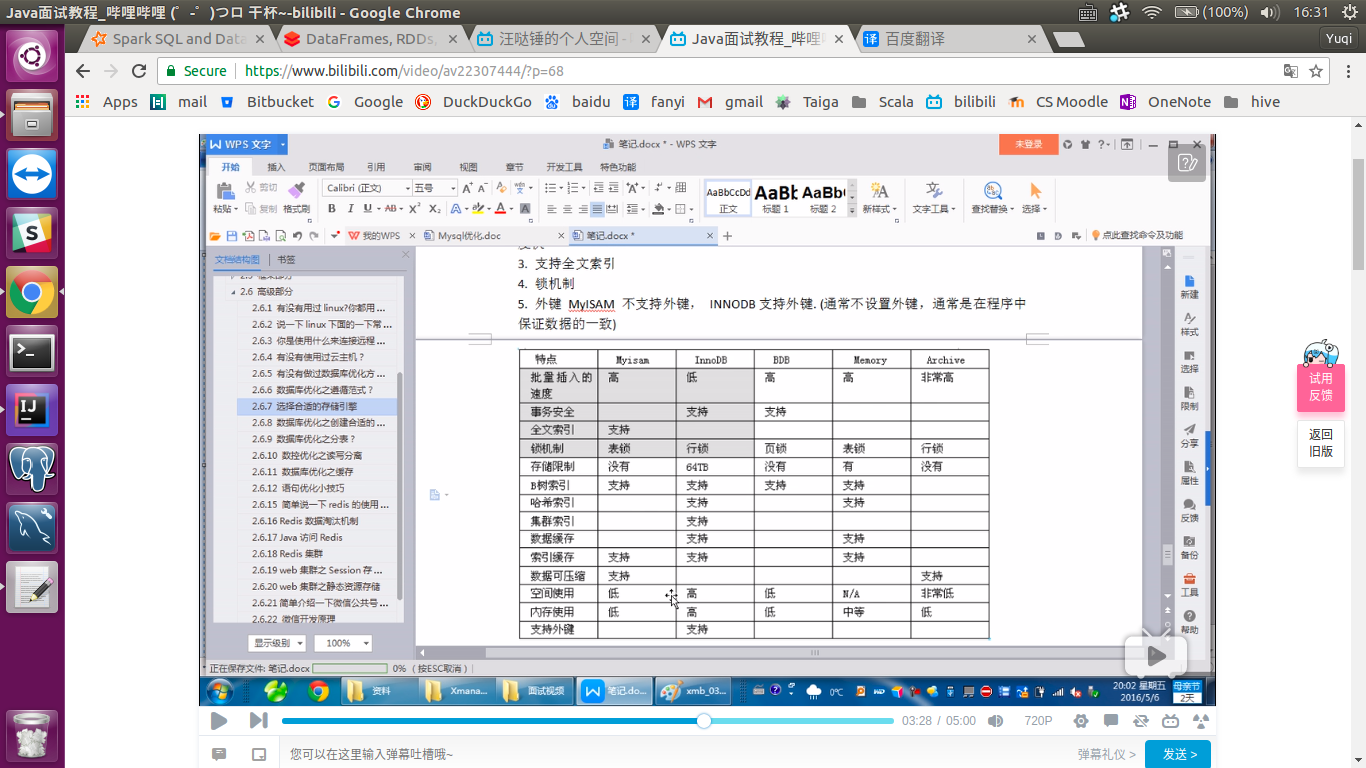 Java面试教程_哔哩哔哩 (゜-゜)つロ 干杯~-bilibili - Google Chrome
(100%) 16:31
Spark SQL and Data
DataFrames, RDDs,
汪哒锤的个人空间 -
Java面试教程_哔哩
百度翻译
Yuqi
Secure https://www.bilibili.com/video/av22307444/?p=68
Apps mail Bitbucket Google DuckDuckGo baidu fanyi gmail Taiga Scala bilibili CS Moodle OneNote hive
WPS 文字
笔记.docx * - WPS 文字
未登录
开始 插入 页面布局 引用 审阅 视图 章节 开发工具 特色功能
粘贴 剪切 复制 格式刷
Calibri (正文) 五号
AaBbCcDd AaBb AaBb(
正文 标题 1 标题 2 新样式 文字工具 查找替换 选择
我的WPS Mysql优化.doc 笔记.docx * 点此查找命令及功能
文档结构图 书签
2.6 高级部分
2.6.1 有没有用过 linux?你都用 ...
2.6.2 说一下 linux 下面的一下常 ...
2.6.3 你是使用什么来连接远程 ...
2.6.4 有没有使用过云主机？
2.6.5 有没有做过数据库优化方 ...
2.6.6 数据库优化之遵循范式？
2.6.7 选择合适的存储引擎
2.6.8 数据库优化之创建合适的 ...
2.6.9 数据库优化之分表？
2.6.10 数控优化之读写分离
2.6.11 数据库优化之缓存
2.6.12 语句优化小技巧
2.6.15 简单说一下 redis 的使用 ...
2.6.16 Redis 数据淘汰机制
2.6.17 Java 访问 Redis
2.6.18 Redis 集群
2.6.19 web 集群之 Session 存 ...
2.6.20 web 集群之静态资源存储
2.6.21 简单介绍一下微信公众号 ...
2.6.22 微信开发原理
显示级别 100%
3. 支持全文索引
4. 锁机制
5. 外键 MyISAM 不支持外键， INNODB 支持外键. (通常不设置外键，通常是在程序中
保证数据的一致)
特点 Myisam InnoDB BDB Memory Archive
批量插入的 高 低 高 高 非常高
速度
事务安全 支持 支持
全文索引 支持
锁机制 表锁 行锁 页锁 表锁 行锁
存储限制 没有 64TB 没有 有 没有
B树索引 支持 支持 支持 支持
哈希索引 支持 支持
集群索引 支持
数据缓存 支持 支持
索引缓存 支持 支持 支持
数据可压缩 支持 支持
空间使用 低 高 低 N/A 非常低
内存使用 低 高 低 中等 低
支持外键 支持
新建
样式
选择
限制
分享
属性
反馈
备份
工具
帮助
试用
反馈
返回
旧版
正在保存文件: 笔记.docx 0% （按ESC取消）
资料 Xmana... 面试视频 笔记.do... xmb_03... 0℃
20:02 星期五
2016/5/6
母亲节
2天
03:28 / 05:00 720P
您可以在这里输入弹幕吐槽哦~ 弹幕礼仪 > 发送 >